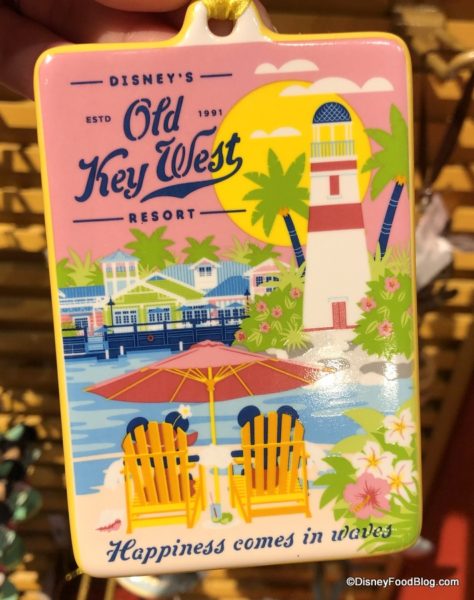 DISNEY'S
ESTD Old 1991
Key West
RESORT
Happiness comes in waves
©DisneyFoodBlog.com